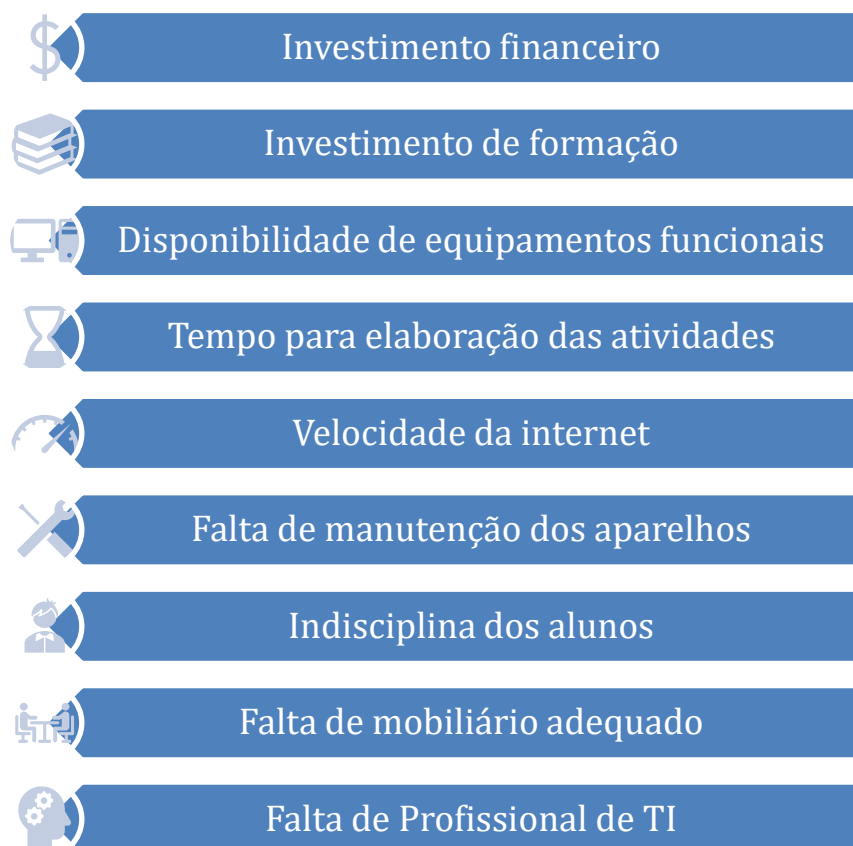 Investimento financeiro
Investimento de formação
Disponibilidade de equipamentos funcionais
Tempo para elaboração das atividades
Velocidade da internet
Falta de manutenção dos aparelhos
Indisciplina dos alunos
Falta de mobiliário adequado
Falta de Profissional de TI